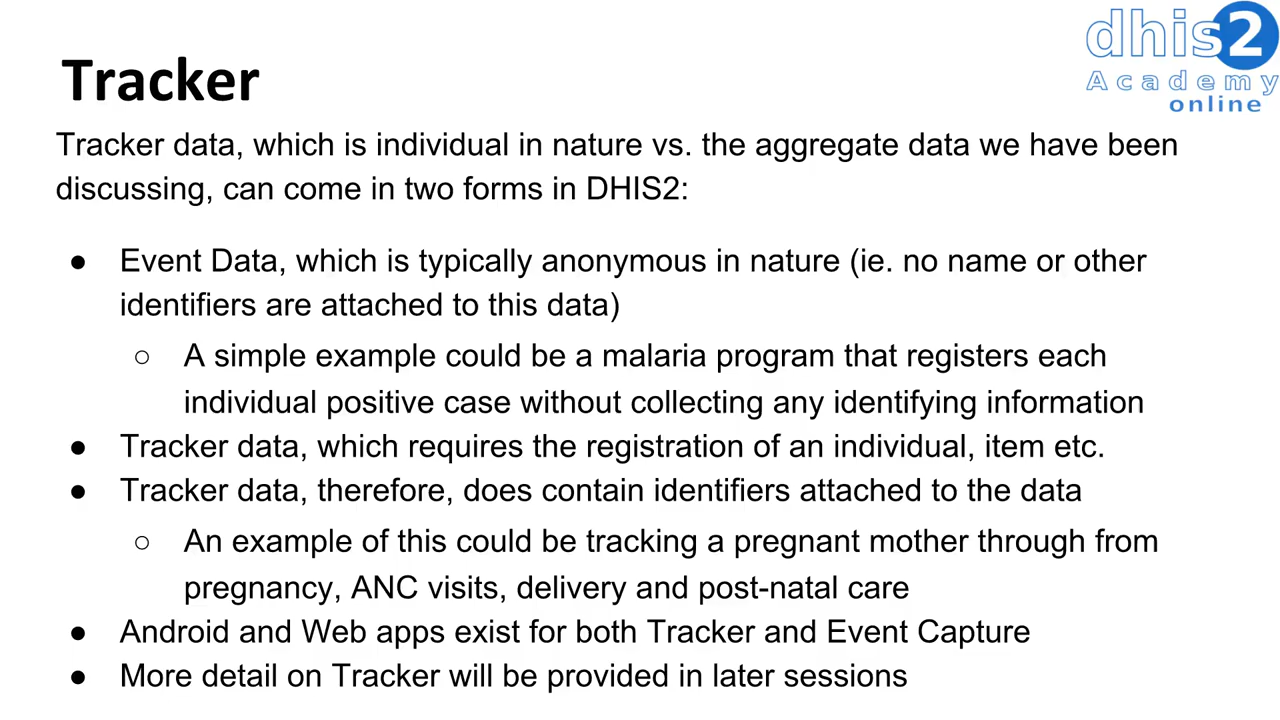 dhis2
Academy
online
Tracker
Tracker data, which is individual in nature vs. the aggregate data we have been
discussing, can come in two forms in DHIS2:
● Event Data, which is typically anonymous in nature (ie. no name or other
identifiers are attached to this data)
○ A simple example could be a malaria program that registers each
individual positive case without collecting any identifying information
● Tracker data, which requires the registration of an individual, item etc.
● Tracker data, therefore, does contain identifiers attached to the data
○ An example of this could be tracking a pregnant mother through from
pregnancy, ANC visits, delivery and post-natal care
● Android and Web apps exist for both Tracker and Event Capture
● More detail on Tracker will be provided in later sessions